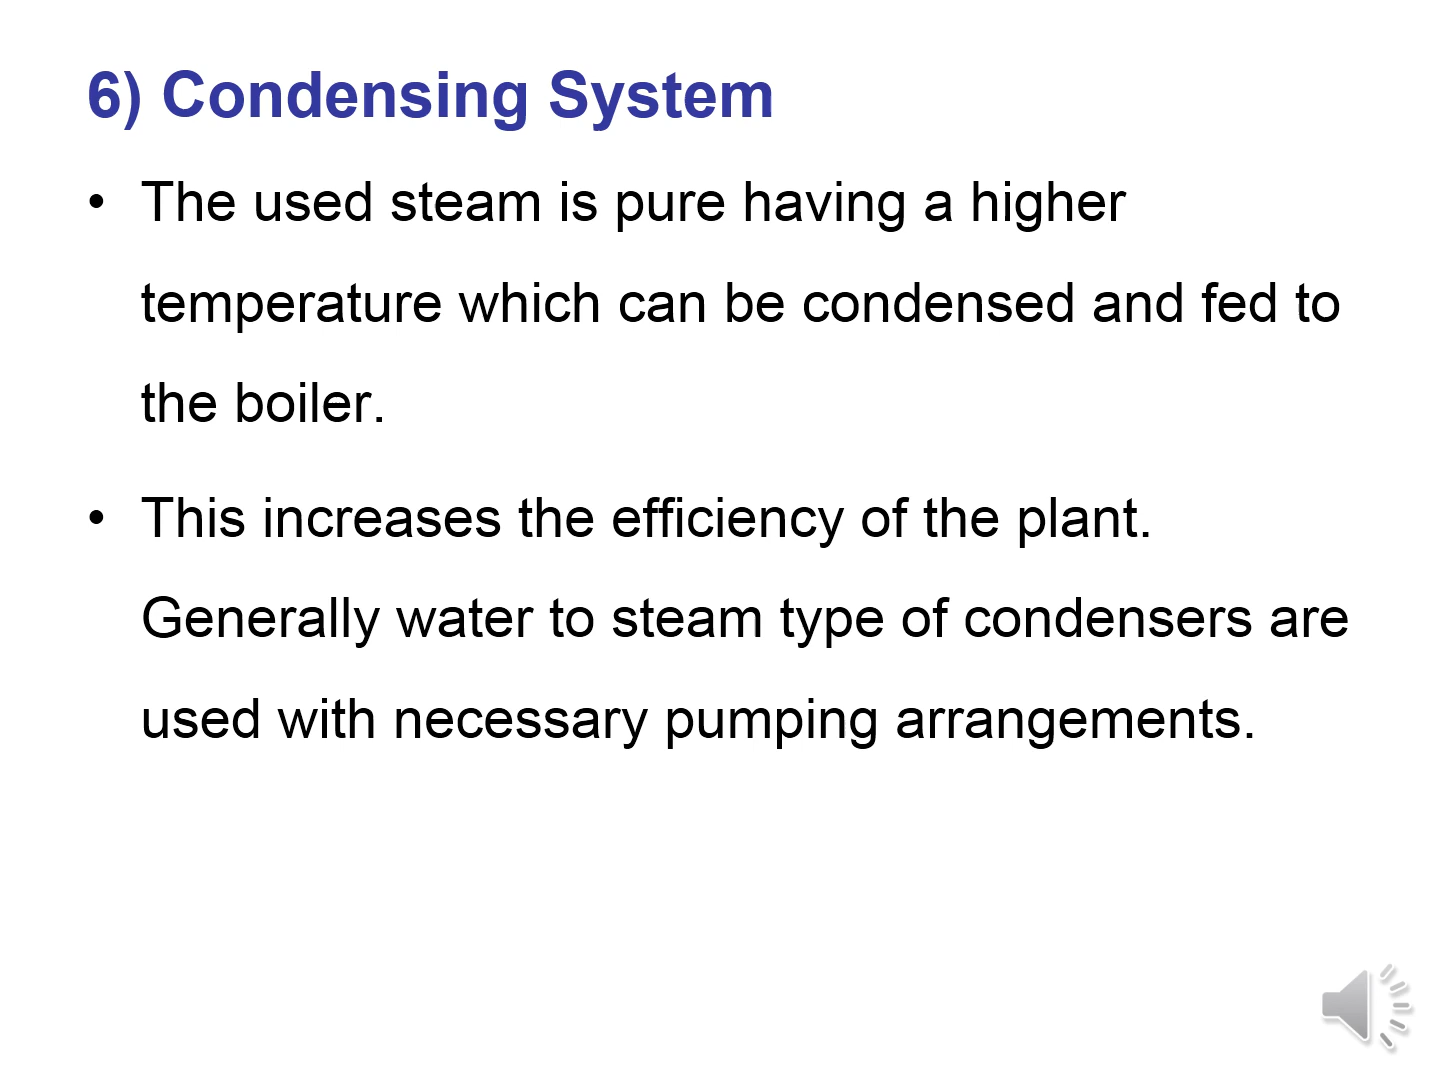 6) Condensing System
• The used steam is pure having a higher
temperature which can be condensed and fed to
the boiler.
• This increases the efficiency of the plant.
Generally water to steam type of condensers are
used with necessary pumping arrangements.